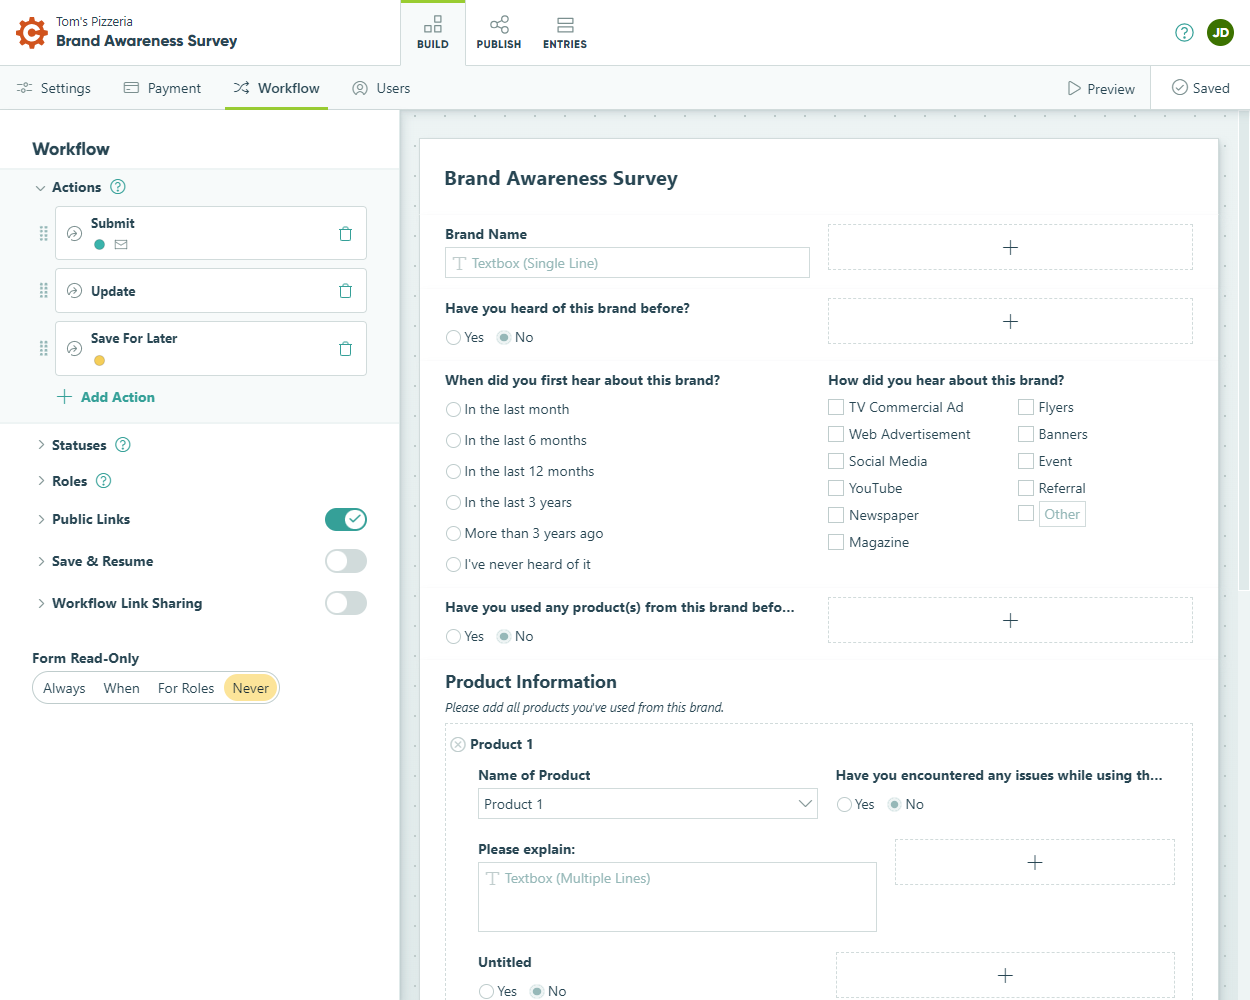 Tom's Pizzeria
Brand Awareness Survey
BUILD
PUBLISH
ENTRIES
?
JD
Settings
Payment
Workflow
Users
Preview
Saved
Workflow
Actions ?
Submit
Update
Save For Later
Add Action
Statuses ?
Roles ?
Public Links
Save & Resume
Workflow Link Sharing
Form Read-Only
Always When For Roles Never
Brand Awareness Survey
Brand Name
T Textbox (Single Line)
Have you heard of this brand before?
Yes No
When did you first hear about this brand?
In the last month
In the last 6 months
In the last 12 months
In the last 3 years
More than 3 years ago
I've never heard of it
How did you hear about this brand?
TV Commercial Ad
Web Advertisement
Social Media
YouTube
Newspaper
Magazine
Flyers
Banners
Event
Referral
Other
Have you used any product(s) from this brand befo...
Yes No
Product Information
Please add all products you've used from this brand.
Product 1
Name of Product
Product 1
Have you encountered any issues while using th...
Yes No
Please explain:
T Textbox (Multiple Lines)
Untitled
Yes No